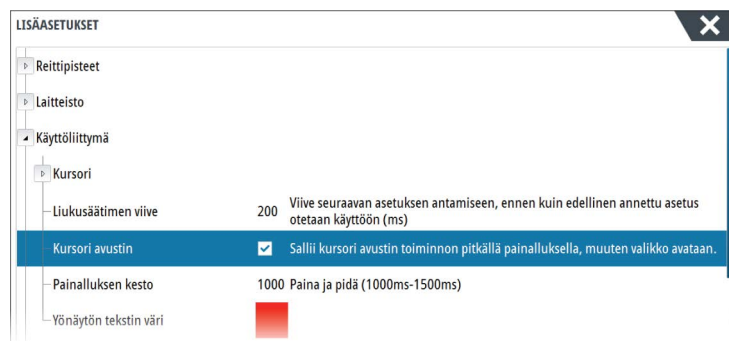 LISÄASETUKSET
Reittipisteet
Laitteisto
Käyttöliittymä
Kursori
Liukusäätimen viive 200 Viive seuraavan asetuksen antamiseen, ennen kuin edellinen annettu asetus
otetaan käyttöön (ms)
Kursori avustin Sallii kursori avustin toiminnon pitkällä painalluksella, muuten valikko avataan.
Painalluksen kesto 1000 Paina ja pidä (1000ms-1500ms)
Yönäytön tekstin väri